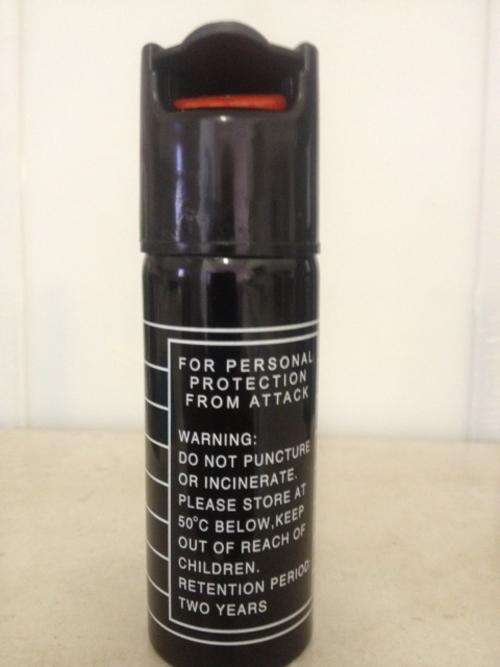 FOR PERSONAL
PROTECTION
FROM ATTACK
WARNING:
DO NOT PUNCTURE
OR INCINERATE.
PLEASE STORE AT
50°C BELOW,KEEP
OUT OF REACH OF
CHILDREN.
RETENTION PERIOD:
TWO YEARS